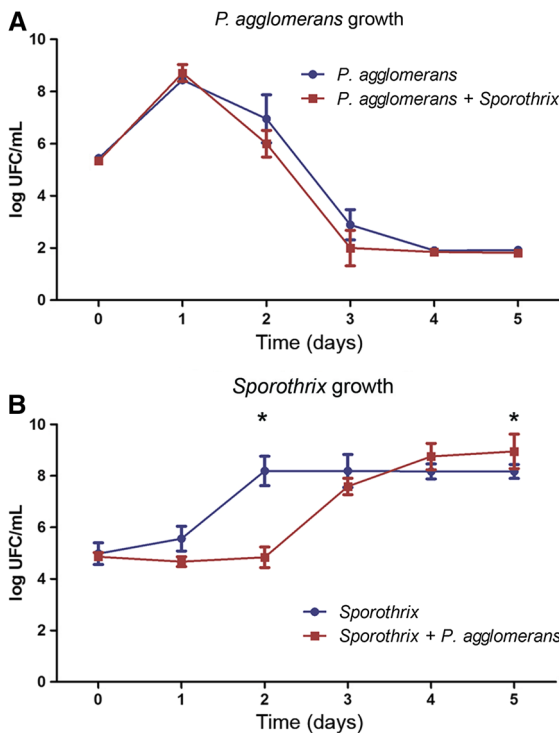 A
P. agglomerans growth
10
8
6
4
2
0
log UFC/mL
P. agglomerans
P. agglomerans + Sporothrix
0 1 2 3 4 5
Time (days)
B
Sporothrix growth
* *
10
8
6
4
2
0
log UFC/mL
Sporothrix
Sporothrix + P. agglomerans
0 1 2 3 4 5
Time (days)